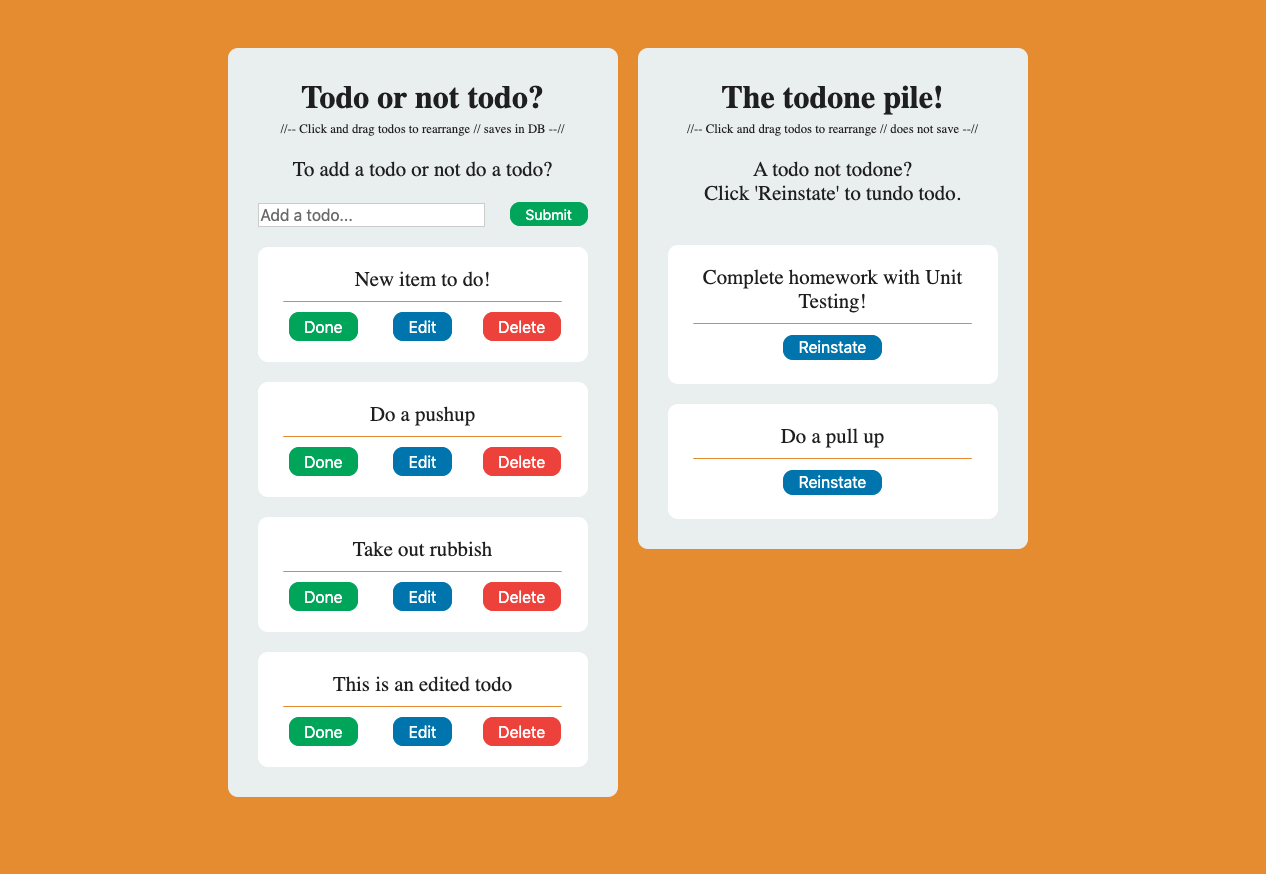 Todo or not todo?
//-- Click and drag todos to rearrange // saves in DB --//
To add a todo or not do a todo?
Add a todo...
Submit
New item to do!
Done Edit Delete
Do a pushup
Done Edit Delete
Take out rubbish
Done Edit Delete
This is an edited todo
Done Edit Delete
The todone pile!
//-- Click and drag todos to rearrange // does not save --//
A todo not todone?
Click 'Reinstate' to tundo todo.
Complete homework with Unit
Testing!
Reinstate
Do a pull up
Reinstate